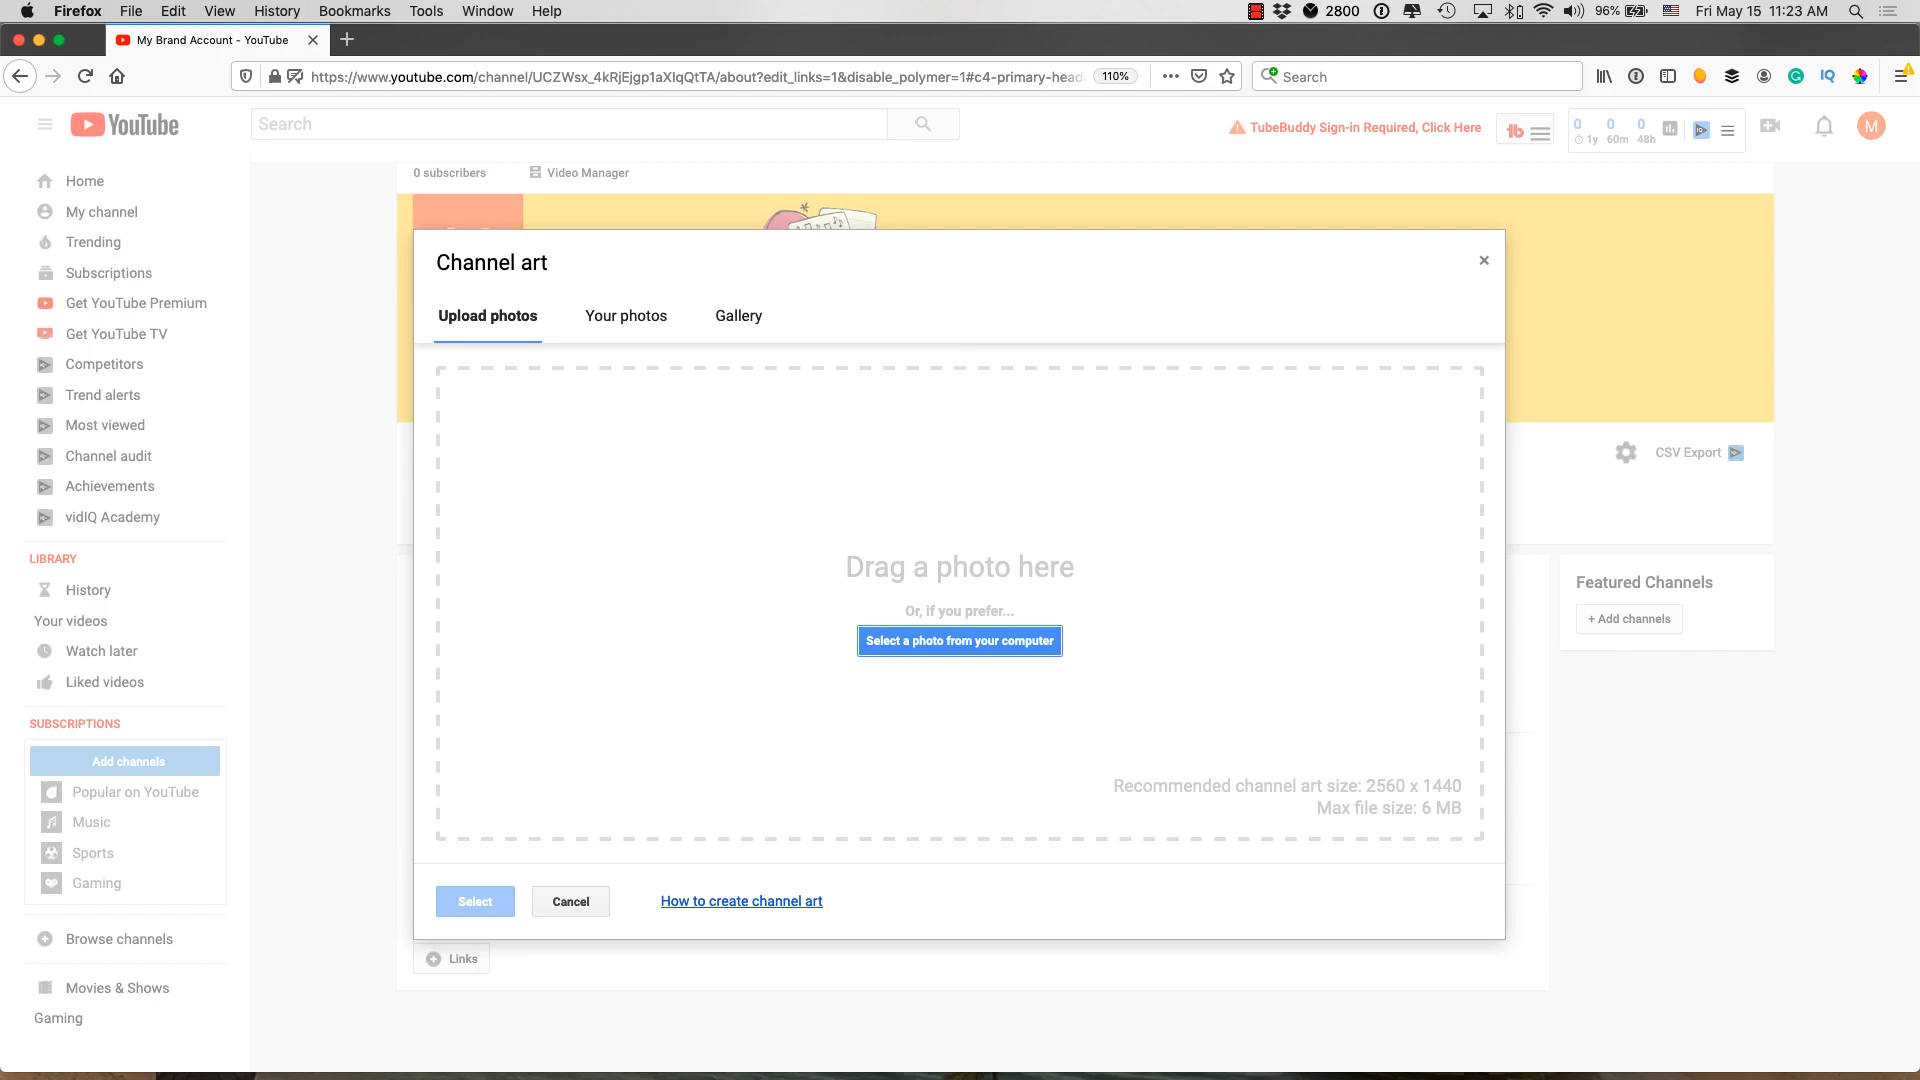 Firefox File Edit View History Bookmarks Tools Window Help
2800 96% Fri May 15 11:23 AM
My Brand Account - YouTube
https://www.youtube.com/channel/UCZWsx_4kRjEjgp1aXIqQtTA/about?edit_links=1&disable_polymer=1#c4-primary-head
110%
Search
IQ
YouTube
Search
TubeBuddy Sign-in Required, Click Here
tb
0 0 0
1y 60m 48h
M
0 subscribers
Video Manager
Home
My channel
Trending
Subscriptions
Get YouTube Premium
Get YouTube TV
Competitors
Trend alerts
Most viewed
Channel audit
Achievements
vidIQ Academy
LIBRARY
History
Your videos
Watch later
Liked videos
SUBSCRIPTIONS
Add channels
Popular on YouTube
Music
Sports
Gaming
Browse channels
Movies & Shows
Gaming
Channel art
×
Upload photos
Your photos
Gallery
Drag a photo here
Or, if you prefer...
Select a photo from your computer
Recommended channel art size: 2560 x 1440
Max file size: 6 MB
Select
Cancel
How to create channel art
Links
CSV Export
Featured Channels
+ Add channels